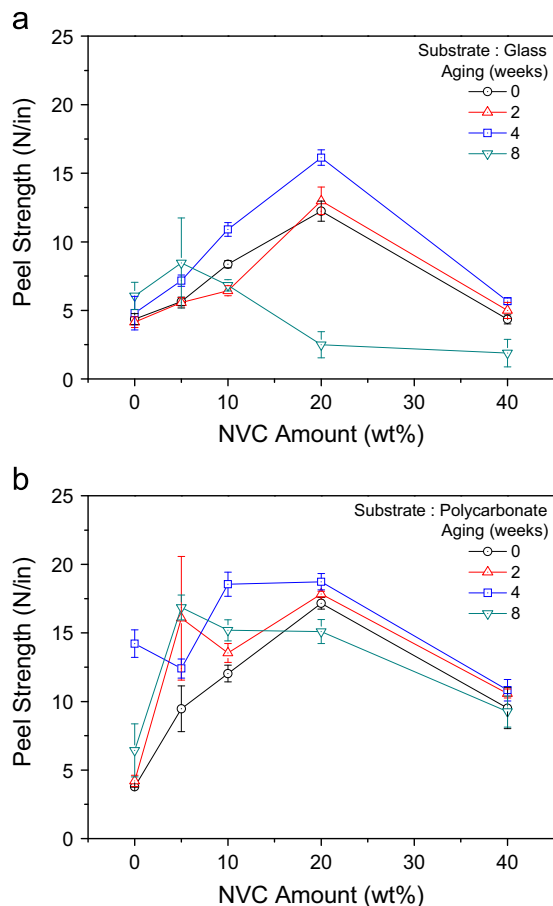 a
25
20
15
10
5
0
Peel Strength (N/in)
Substrate : Glass
Aging (weeks)
0
2
4
8
0 10 20 30 40
NVC Amount (wt%)
b
25
20
15
10
5
0
Peel Strength (N/in)
Substrate : Polycarbonate
Aging (weeks)
0
2
4
8
0 10 20 30 40
NVC Amount (wt%)